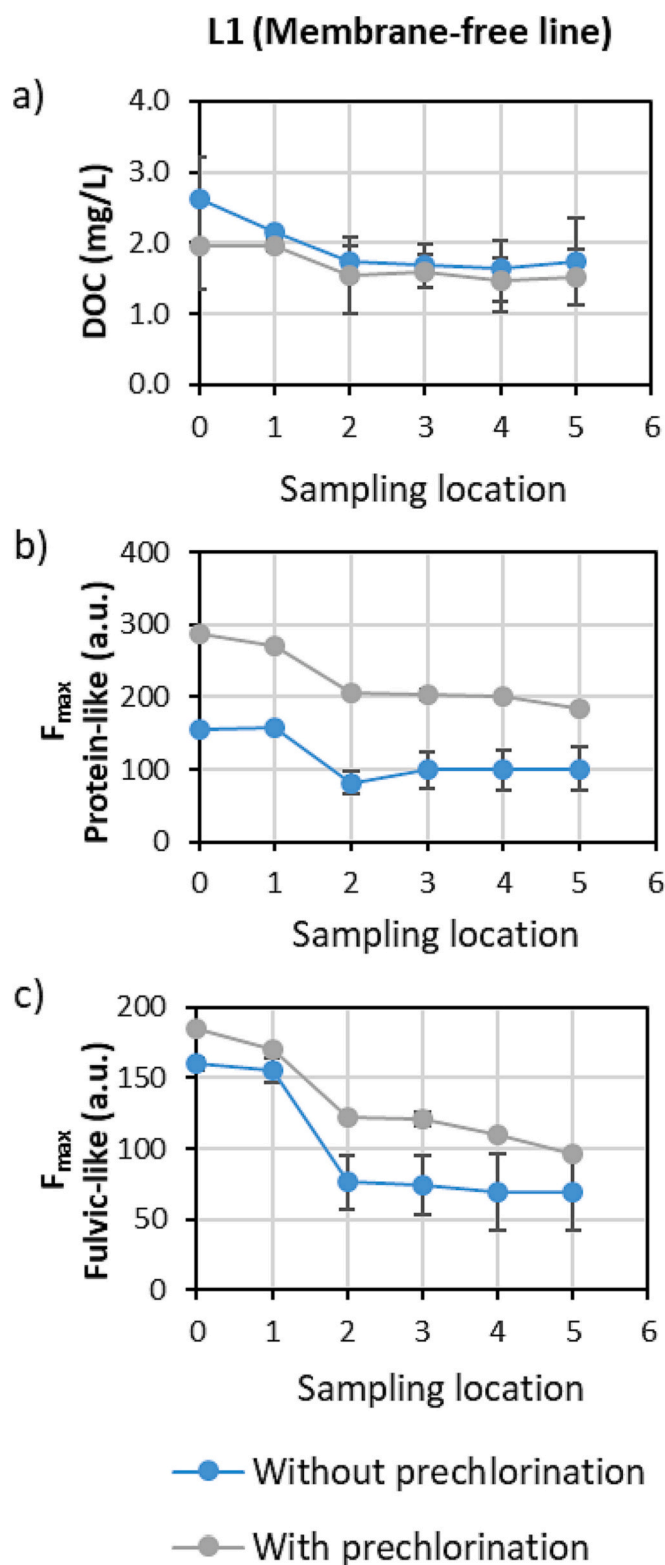 L1 (Membrane-free line)
a)
DOC (mg/L)
4.0
3.0
2.0
1.0
0.0
0 1 2 3 4 5 6
Sampling location
b)
Fmax
Protein-like (a.u.)
400
300
200
100
0
0 1 2 3 4 5 6
Sampling location
c)
Fmax
Fulvic-like (a.u.)
200
150
100
50
0
0 1 2 3 4 5 6
Sampling location
Without prechlorination
With prechlorination